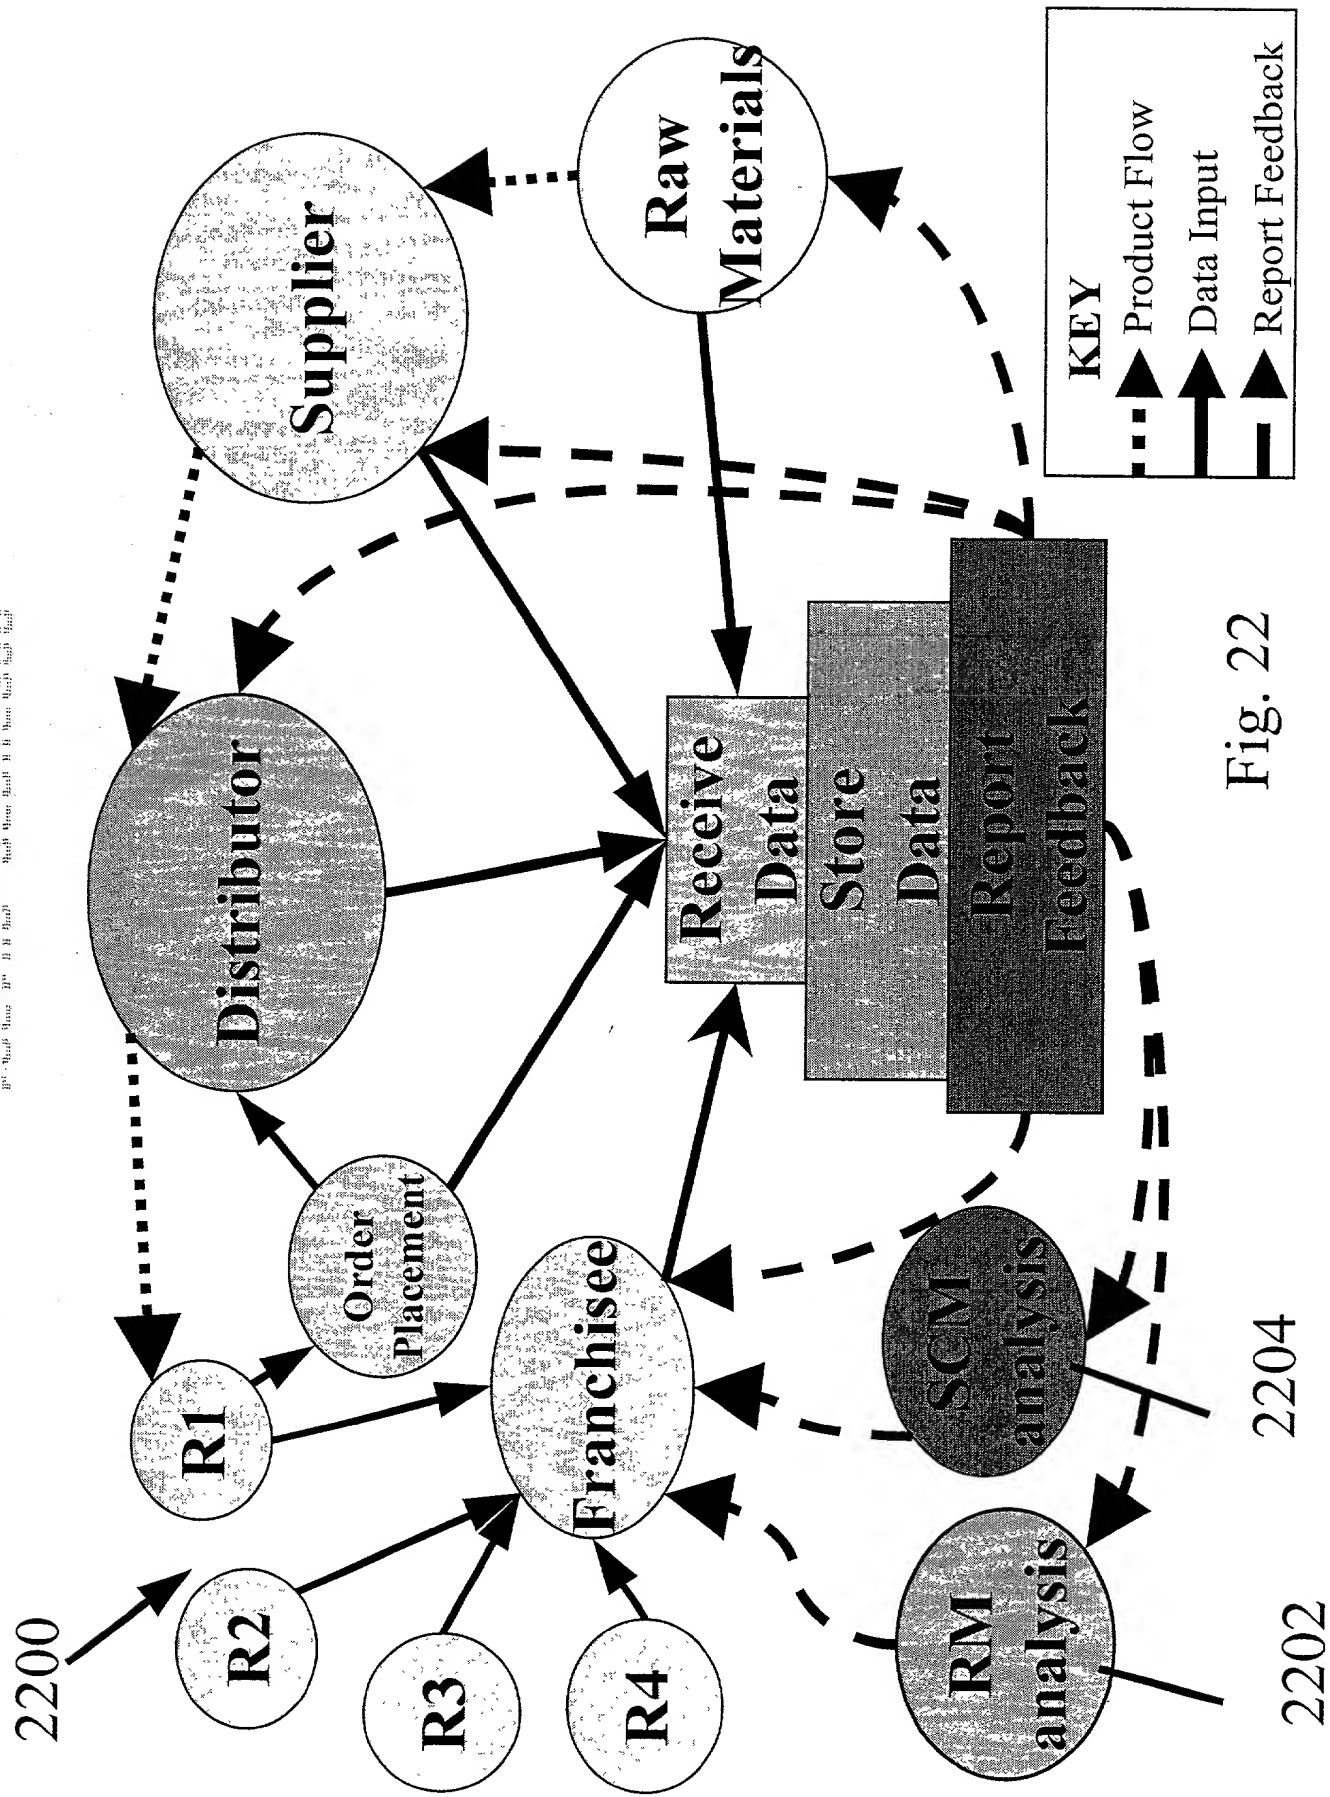 2200
R1
R2
R3
R4
Order
Placement
Distributor
Supplier
Franchisee
Raw
Materials
Receive
Data
Store
Data
Report
Feedback
RM
analysis
SCM
analysis
2202
2204
KEY
Product Flow
Data Input
Report Feedback
Fig. 22